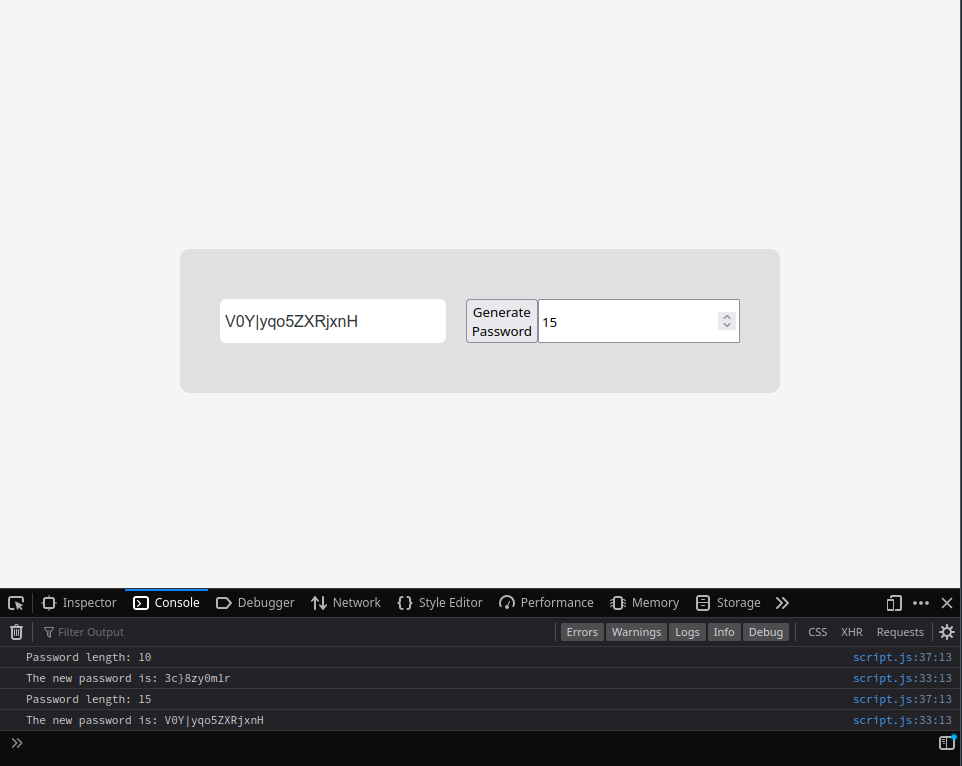 V0Y|yqo5ZXRjxnH
Generate
Password
15
Inspector Console Debugger Network Style Editor Performance Memory Storage
Filter Output Errors Warnings Logs Info Debug CSS XHR Requests
Password length: 10 script.js:37:13
The new password is: 3c}8zy0m1r script.js:33:13
Password length: 15 script.js:37:13
The new password is: V0Y|yqo5ZXRjxnH script.js:33:13